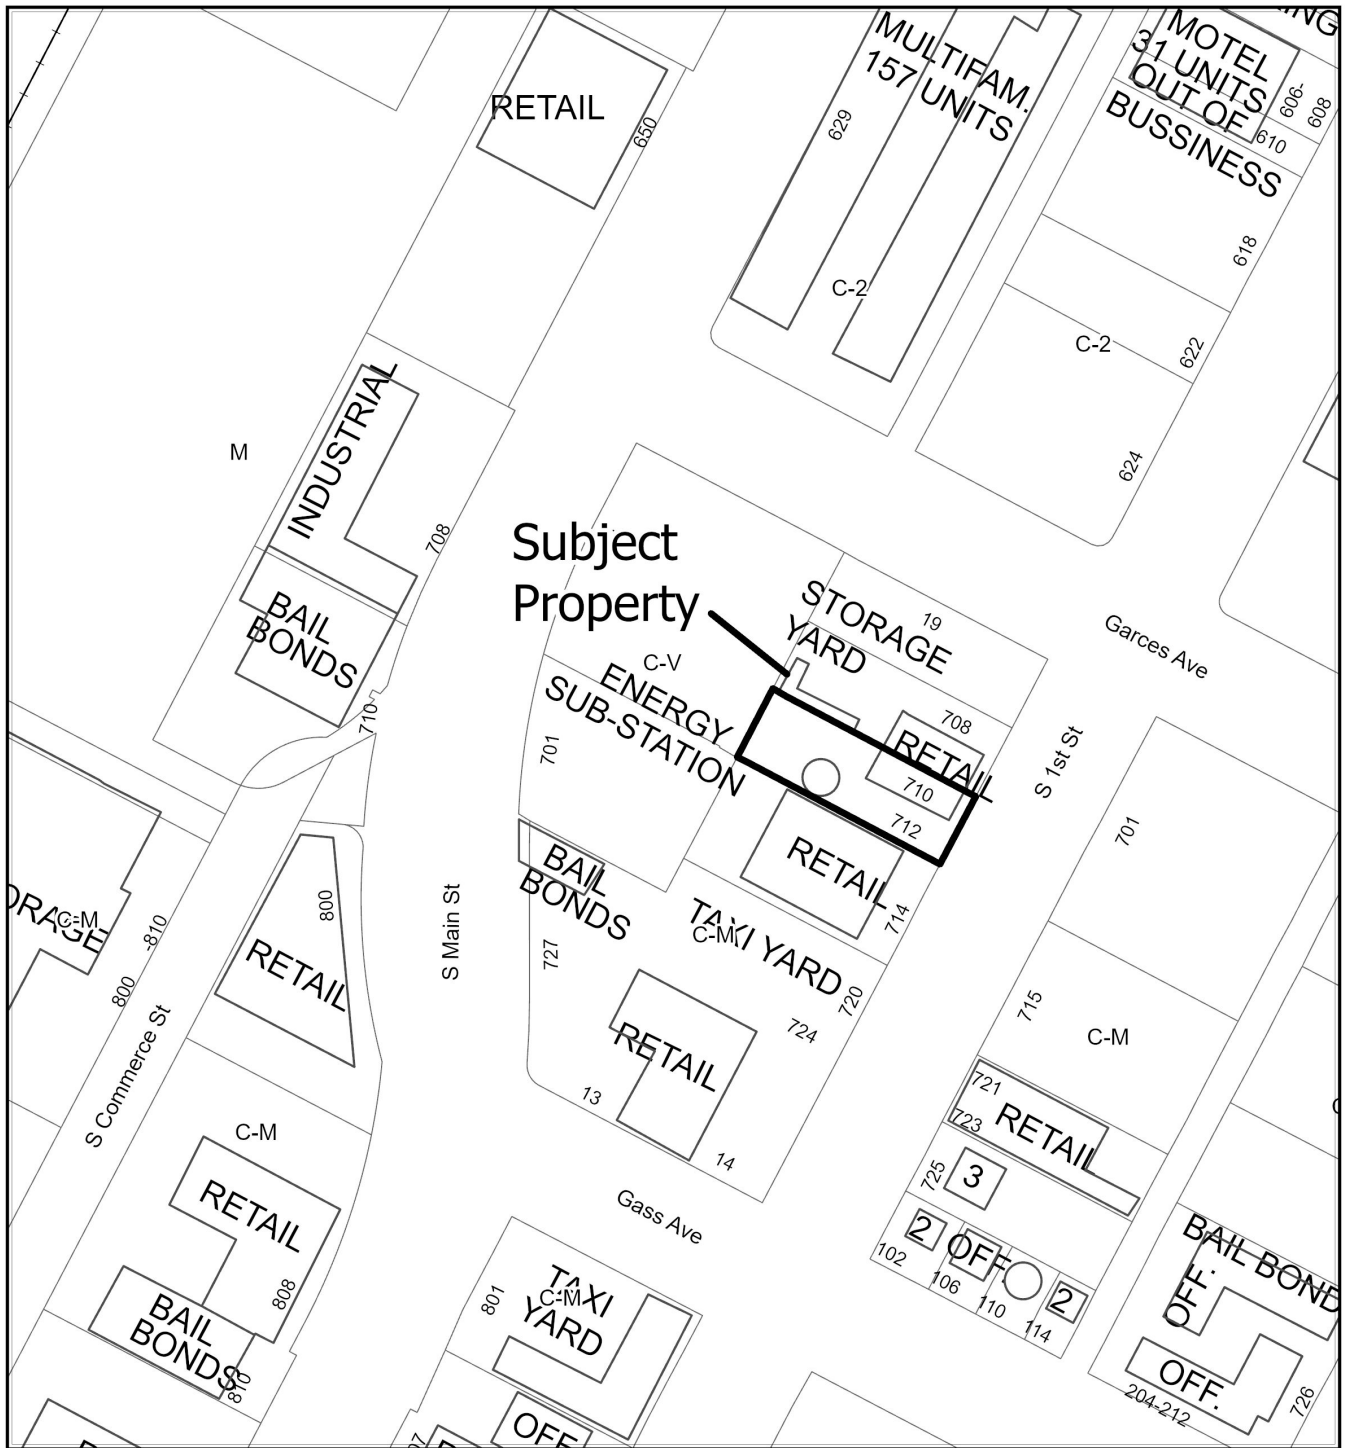 RETAIL
650
MULTIFAM.
157 UNITS
629
MOTEL
31 UNITS
OUT OF
BUSSINESS
606-
608
610
618
C-2
C-2
622
624
INDUSTRIAL
M
708
BAIL
BONDS
710
Subject
Property
STORAGE
YARD
19
Garces Ave
C-V
ENERGY
SUB-STATION
701
708
RETAIL
710
712
S 1st St
RETAIL
714
701
BAIL
BONDS
TAXI YARD
C-M
727
720
724
715
C-M
RETAIL
13
14
S Main St
800
RETAIL
C-M
-810
800
S Commerce St
C-M
RETAIL
808
BAIL
BONDS
810
Gass Ave
721
723
RETAIL
725
3
2
OFF.
2
102
106
110
114
BAIL BOND
OFF.
OFF.
204-212
726
801
TAXI
C-M
YARD
OFF